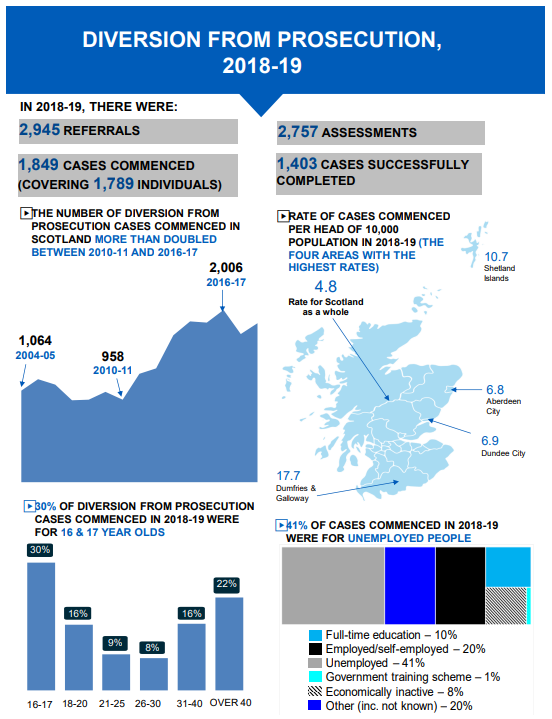 DIVERSION FROM PROSECUTION,
2018-19
IN 2018-19, THERE WERE:
2,945 REFERRALS
2,757 ASSESSMENTS
1,849 CASES COMMENCED
(COVERING 1,789 INDIVIDUALS)
1,403 CASES SUCCESSFULLY
COMPLETED
THE NUMBER OF DIVERSION FROM
PROSECUTION CASES COMMENCED IN
SCOTLAND MORE THAN DOUBLED
BETWEEN 2010-11 AND 2016-17
2,006
2016-17
1,064
2004-05
958
2010-11
RATE OF CASES COMMENCED
PER HEAD OF 10,000
POPULATION IN 2018-19 (THE
FOUR AREAS WITH THE
HIGHEST RATES)
10.7
Shetland
Islands
4.8
Rate for Scotland
as a whole
6.8
Aberdeen
City
6.9
Dundee City
17.7
Dumfries &
Galloway
30% OF DIVERSION FROM PROSECUTION
CASES COMMENCED IN 2018-19 WERE
FOR 16 & 17 YEAR OLDS
30%
16%
9%
8%
16%
22%
16-17
18-20
21-25
26-30
31-40
OVER 40
41% OF CASES COMMENCED IN 2018-19
WERE FOR UNEMPLOYED PEOPLE
Full-time education – 10%
Employed/self-employed – 20%
Unemployed – 41%
Government training scheme – 1%
Economically inactive – 8%
Other (inc. not known) – 20%